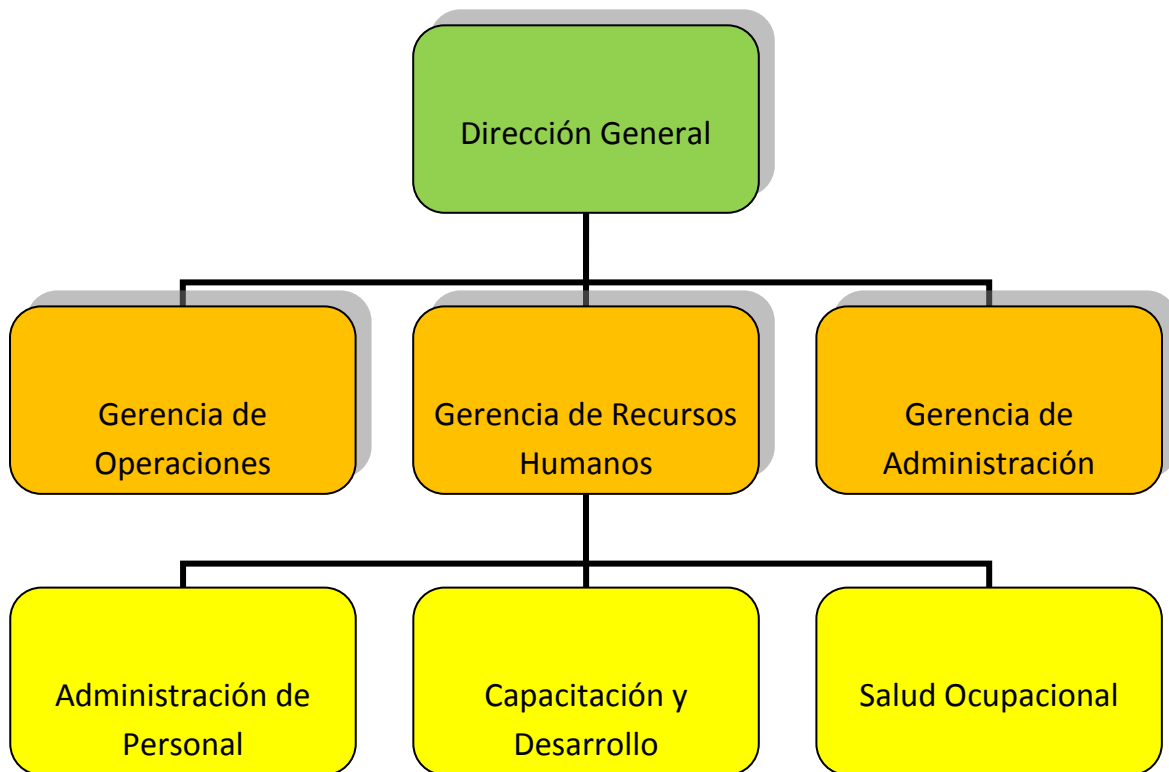 Dirección General
Gerencia de
Operaciones
Gerencia de Recursos
Humanos
Gerencia de
Administración
Administración de
Personal
Capacitación y
Desarrollo
Salud Ocupacional